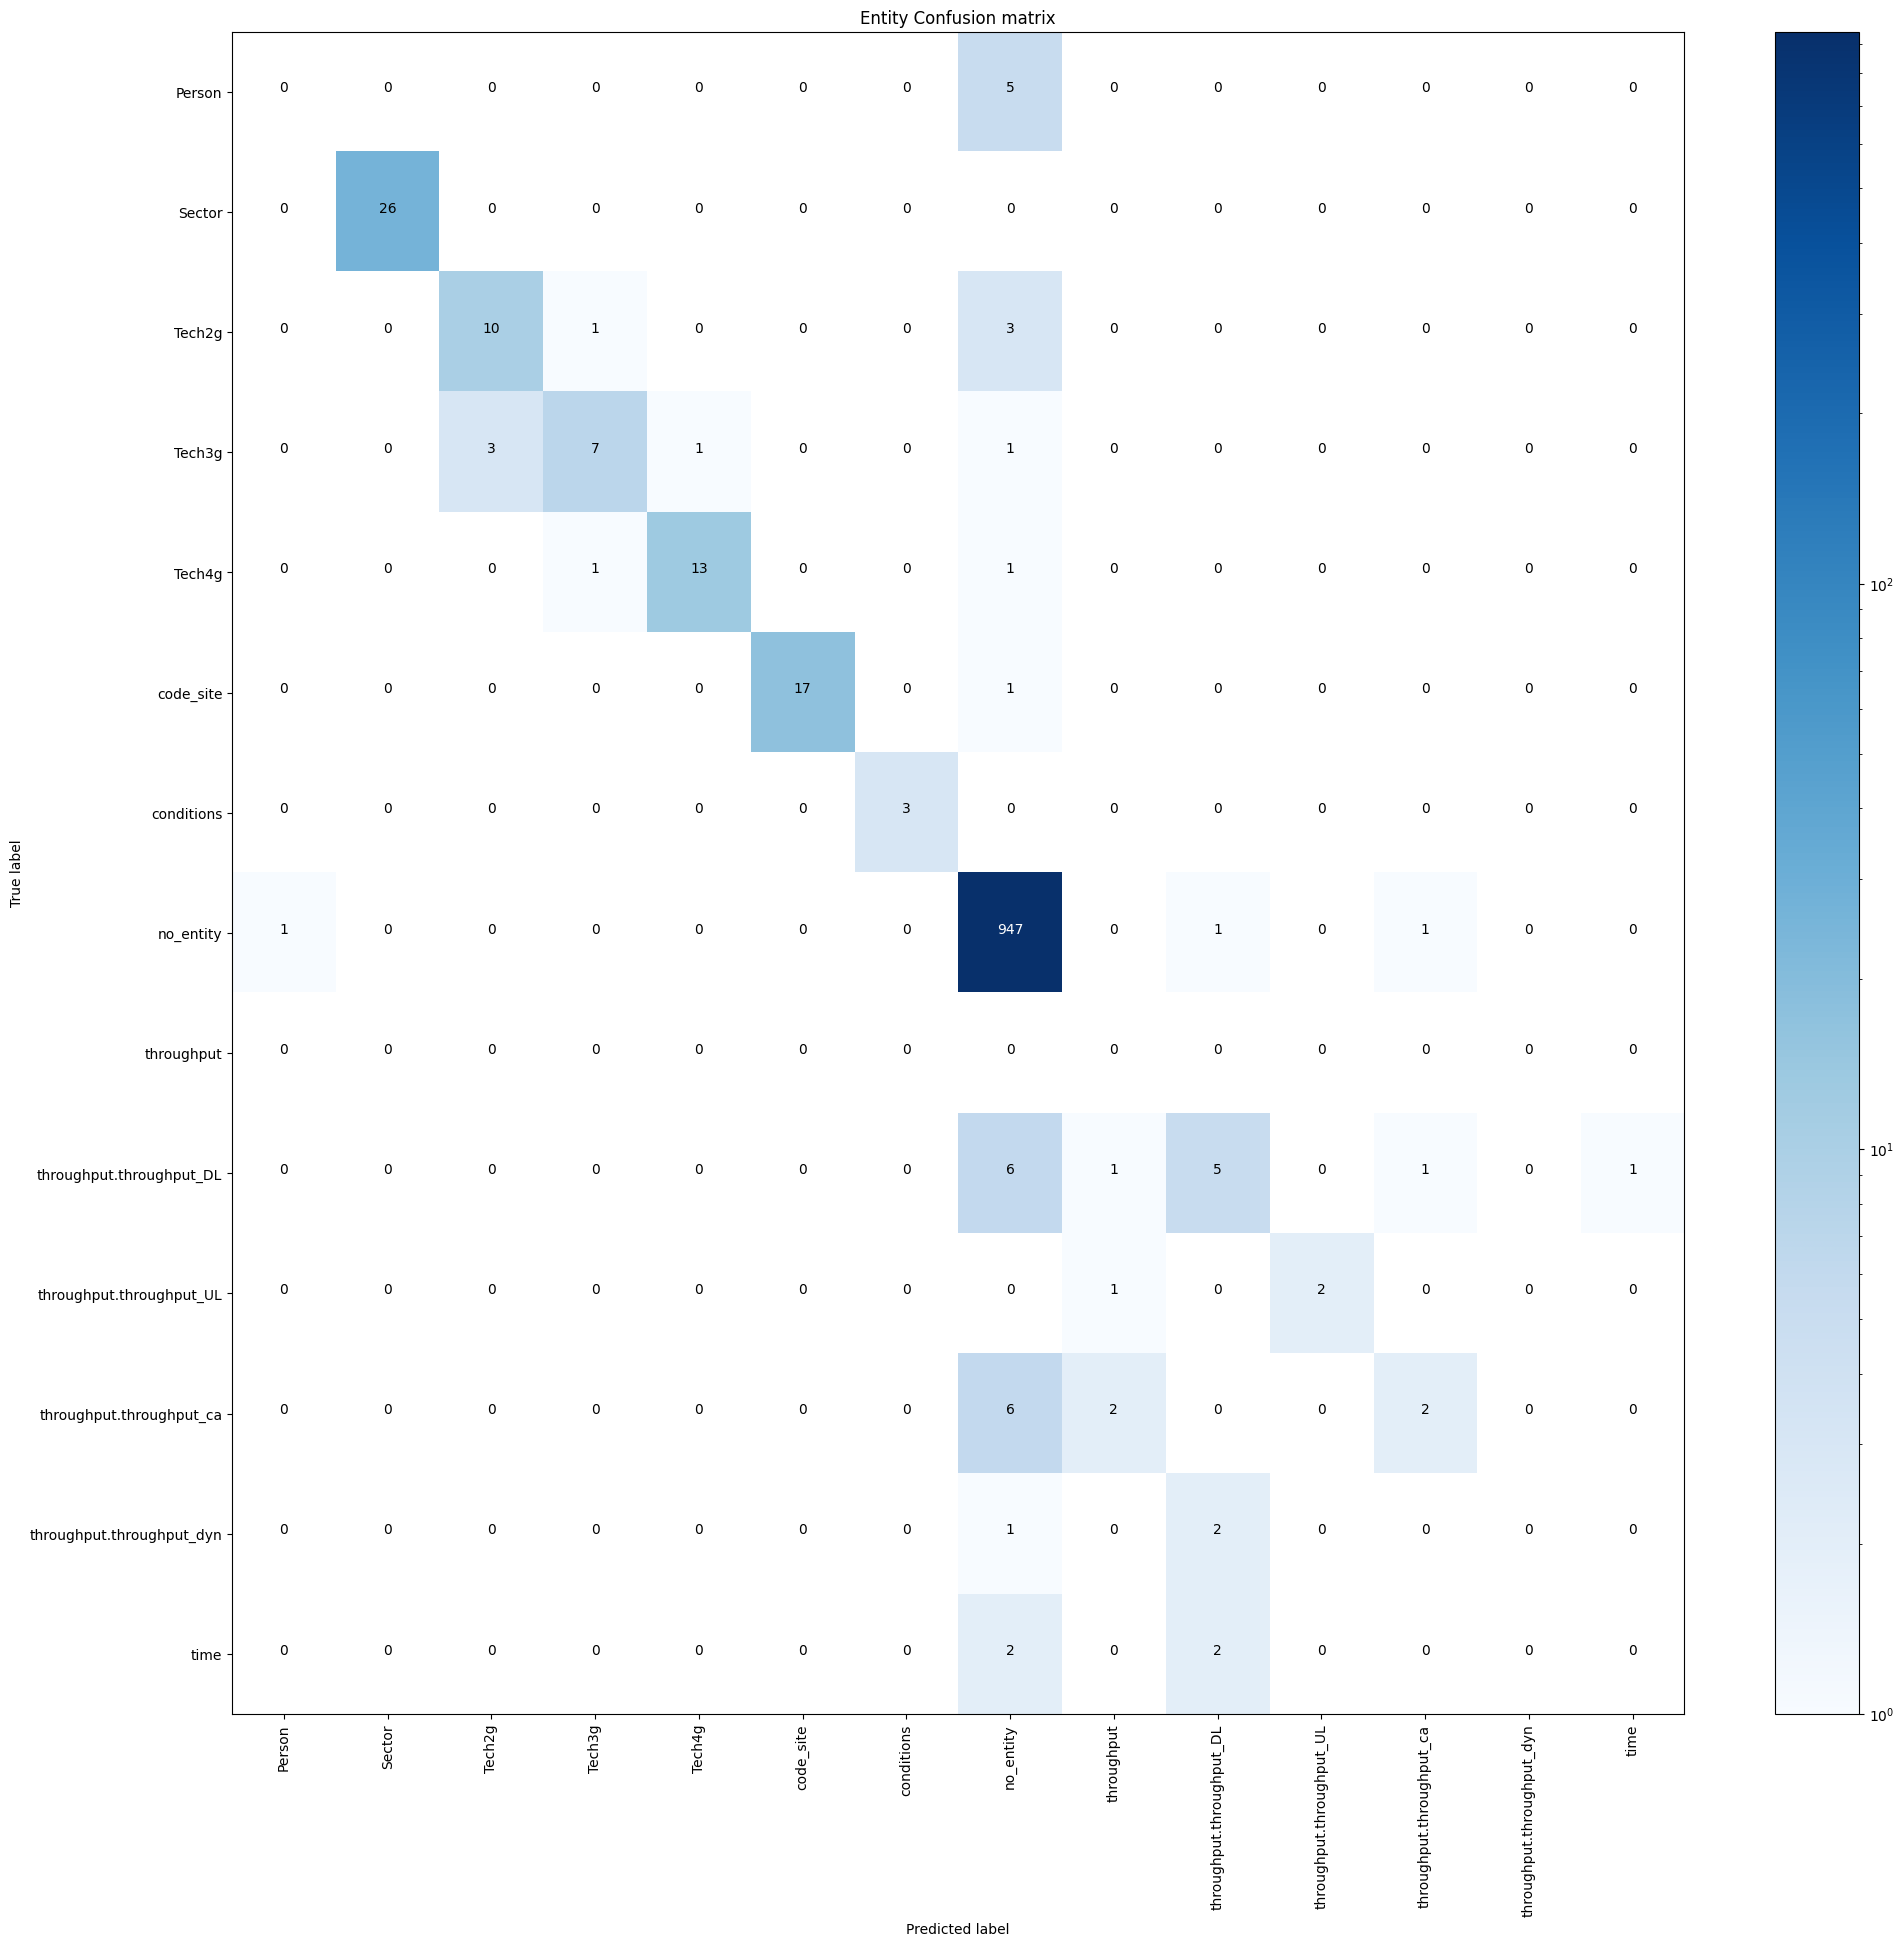 Entity Confusion matrix
True label
Person 0 0 0 0 0 0 0 5 0 0 0 0 0 0
Sector 0 26 0 0 0 0 0 0 0 0 0 0 0 0
Tech2g 0 0 10 1 0 0 0 3 0 0 0 0 0 0
Tech3g 0 0 3 7 1 0 0 1 0 0 0 0 0 0
Tech4g 0 0 0 1 13 0 0 1 0 0 0 0 0 0
code_site 0 0 0 0 0 17 0 1 0 0 0 0 0 0
conditions 0 0 0 0 0 0 3 0 0 0 0 0 0 0
no_entity 1 0 0 0 0 0 0 947 0 1 0 1 0 0
throughput 0 0 0 0 0 0 0 0 0 0 0 0 0 0
throughput.throughput_DL 0 0 0 0 0 0 0 6 1 5 0 1 0 1
throughput.throughput_UL 0 0 0 0 0 0 0 0 1 0 2 0 0 0
throughput.throughput_ca 0 0 0 0 0 0 0 6 2 0 0 2 0 0
throughput.throughput_dyn 0 0 0 0 0 0 0 1 0 2 0 0 0 0
time 0 0 0 0 0 0 0 2 0 2 0 0 0 0
Person
Sector
Tech2g
Tech3g
Tech4g
code_site
conditions
no_entity
throughput
throughput.throughput_DL
throughput.throughput_UL
throughput.throughput_ca
throughput.throughput_dyn
time
Predicted label
10²
10¹
10⁰